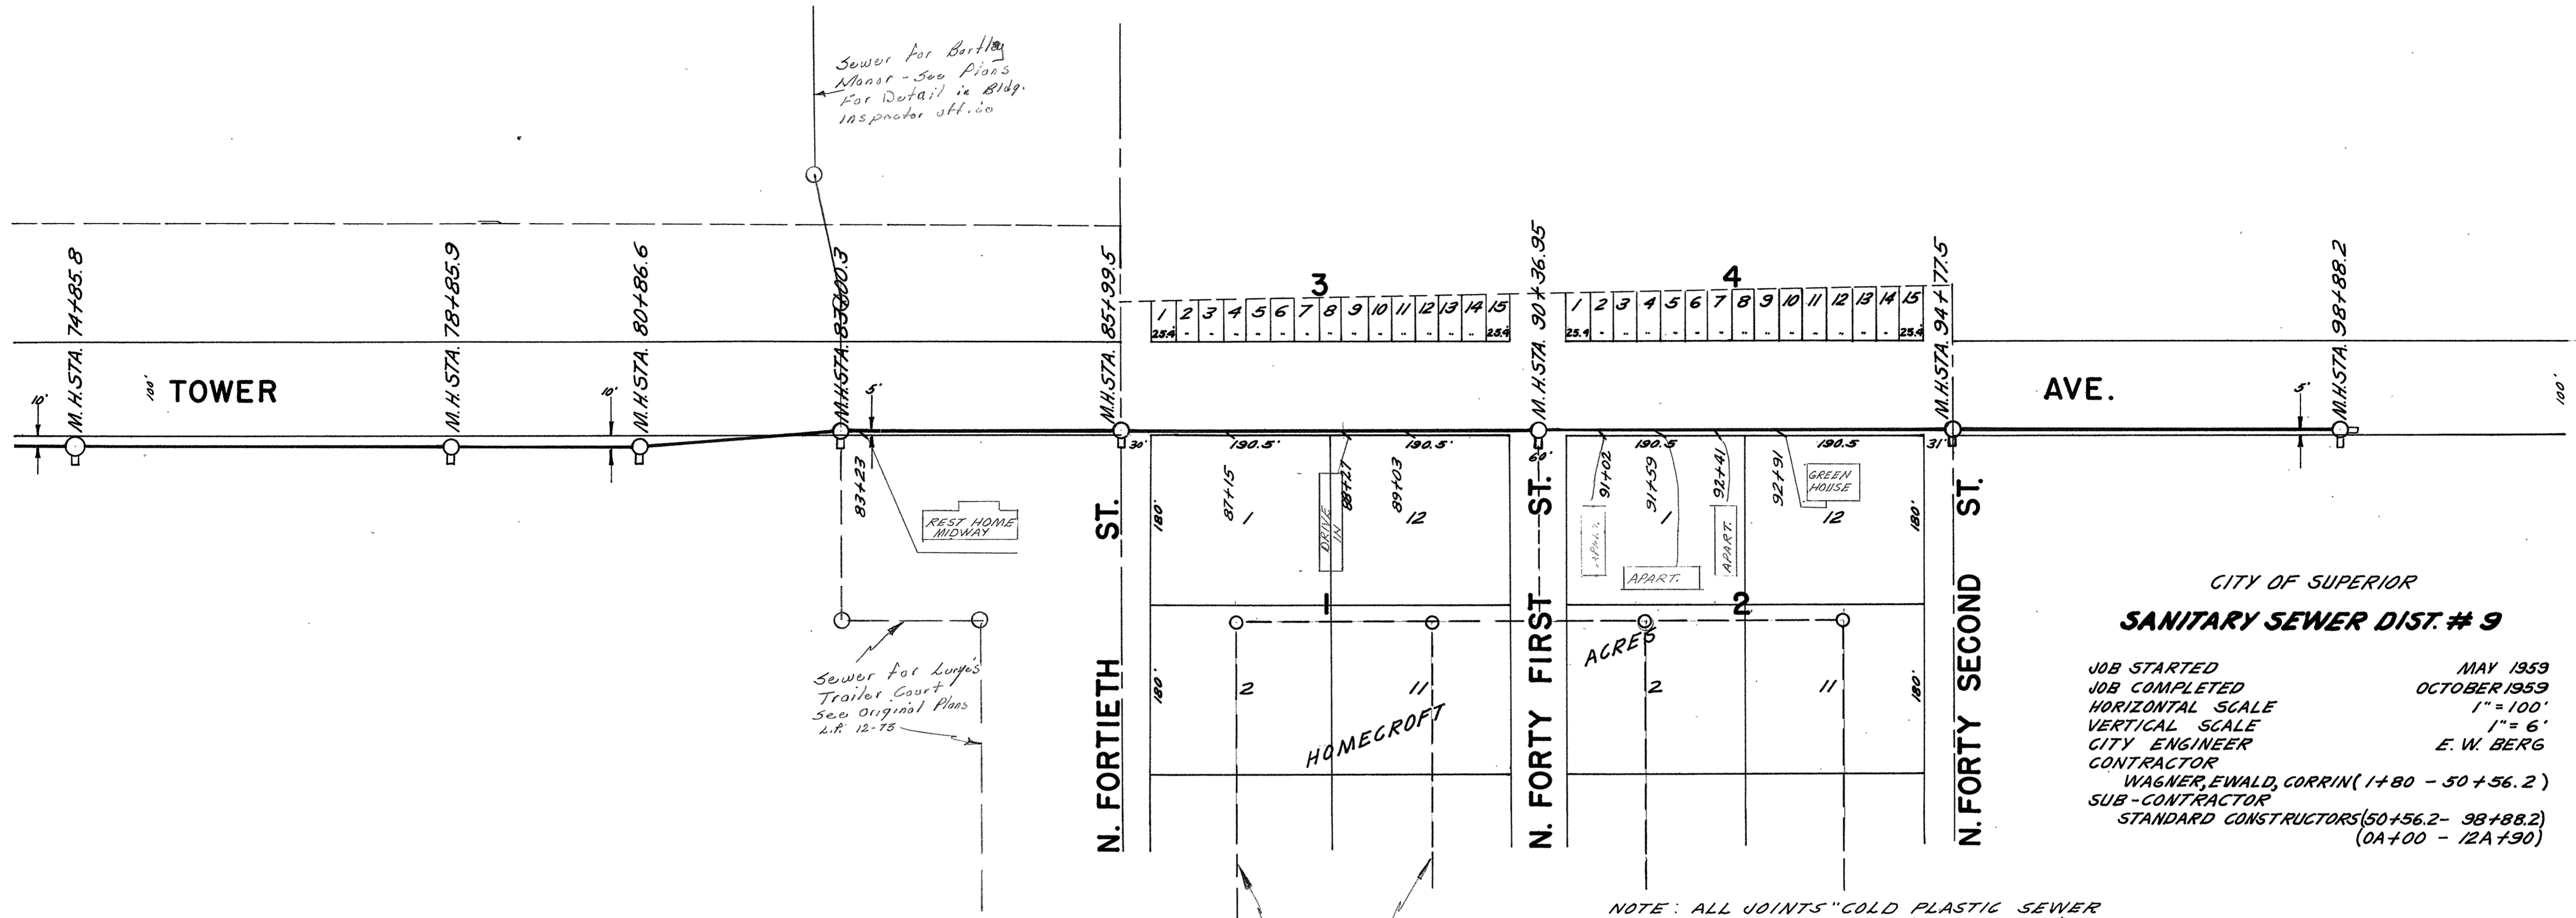 Sewer for Bartley
Manor - See Plans
For Detail in Bldg.
Inspector office
M.H.STA. 74+85.8
M.H.STA. 78+85.9
M.H.STA. 80+86.6
M.H.STA.
M.H.STA. 85+99.5
M.H.STA. 90+36.95
M.H.STA. 94+77.5
M.H.STA. 98+88.2
3
1 2 3 4 5 6 7 8 9 10 11 12 13 14 15
25.4 " " " " " " " " " " " " " 25.4
4
1 2 3 4 5 6 7 8 9 10 11 12 13 14 15
25.4 " " " " " " " " " " " " " 25.4
10'
100'
TOWER
10'
5'
AVE.
5'
100'
30'
190.5'
190.5'
60'
190.5
190.5
31'
83+23
REST HOME
MIDWAY
87+15
88+27
89+03
91+02
91+59
92+41
92+91
GREEN
HOUSE
180'
1
DRIVE
IN
12
1
12
180'
APART.
APART.
1
2
180'
2
11
2
11
180'
HOMECROFT
ACRES
N. FORTIETH ST.
N. FORTY FIRST ST.
N. FORTY SECOND ST.
Trailer Court
See Original Plans
L.P. 12-73
CITY OF SUPERIOR
SANITARY SEWER DIST. # 9
JOB STARTED MAY 1959
JOB COMPLETED OCTOBER 1959
HORIZONTAL SCALE 1" = 100'
VERTICAL SCALE 1" = 6'
CITY ENGINEER E. W. BERG
CONTRACTOR
WAGNER, EWALD, CORRIN (1+80 - 50+56.2)
SUB-CONTRACTOR
STANDARD CONSTRUCTORS (50+56.2 - 98+88.2)
(0A+00 - 12A+90)
NOTE: ALL JOINTS "COLD PLASTIC SEWER